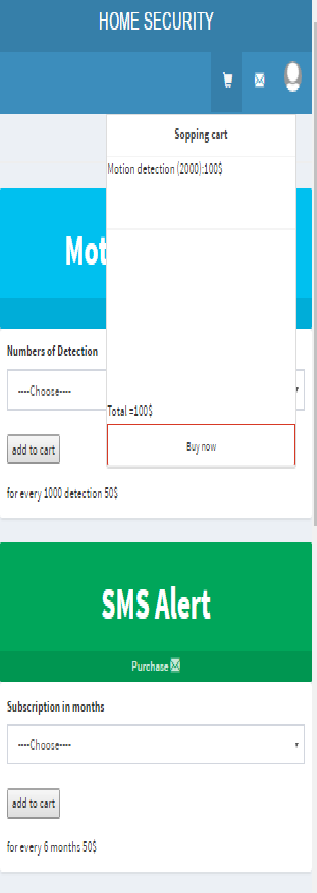 HOME SECURITY
Sopping cart
Motion detection (2000):100$
Mot
Numbers of Detection
----Choose----
Total =100$
add to cart
Buy now
for every 1000 detection 50$
SMS Alert
Purchase
Subscription in months
----Choose----
add to cart
for every 6 months 50$